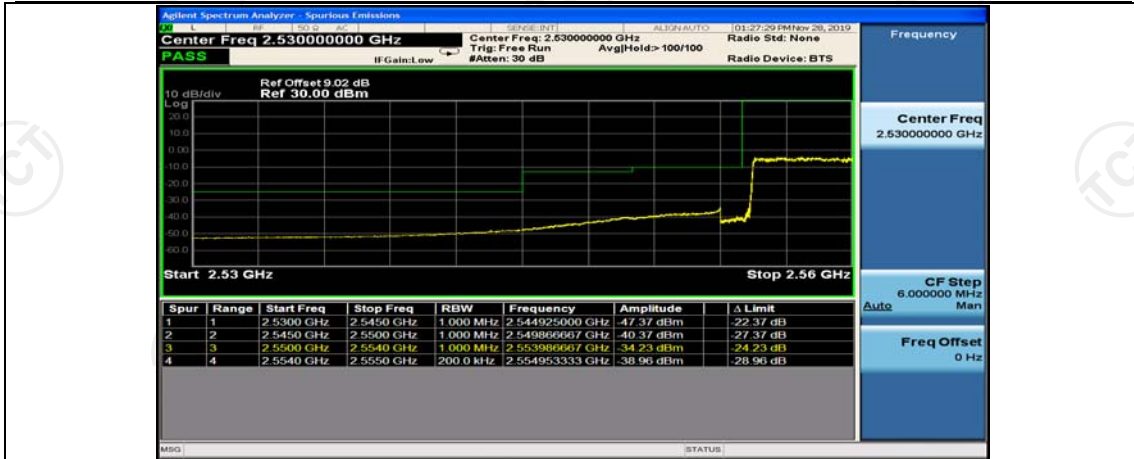 Agilent Spectrum Analyzer - Spurious Emissions
L RF 50 Ω AC SENSE:INT ALIGN AUTO 01:27:29 PM Nov 28, 2019
Center Freq 2.530000000 GHz
Center Freq: 2.530000000 GHz
Radio Std: None
Trig: Free Run Avg|Hold:> 100/100
PASS
IFGain:Low
#Atten: 30 dB
Radio Device: BTS
Ref Offset 9.02 dB
10 dB/div Ref 30.00 dBm
Log
20.0
10.0
0.00
-10.0
-20.0
-30.0
-40.0
-50.0
-60.0
Start 2.53 GHz Stop 2.56 GHz
Spur Range Start Freq Stop Freq RBW Frequency Amplitude Δ Limit
1 1 2.5300 GHz 2.5450 GHz 1.000 MHz 2.544925000 GHz -47.37 dBm -22.37 dB
2 2 2.5450 GHz 2.5500 GHz 1.000 MHz 2.549866667 GHz -40.37 dBm -27.37 dB
3 3 2.5500 GHz 2.5540 GHz 1.000 MHz 2.553986667 GHz -34.23 dBm -24.23 dB
4 4 2.5540 GHz 2.5550 GHz 200.0 kHz 2.554953333 GHz -38.96 dBm -28.96 dB
MSG STATUS
Frequency
Center Freq
2.530000000 GHz
CF Step
6.000000 MHz
Auto Man
Freq Offset
0 Hz
TCT